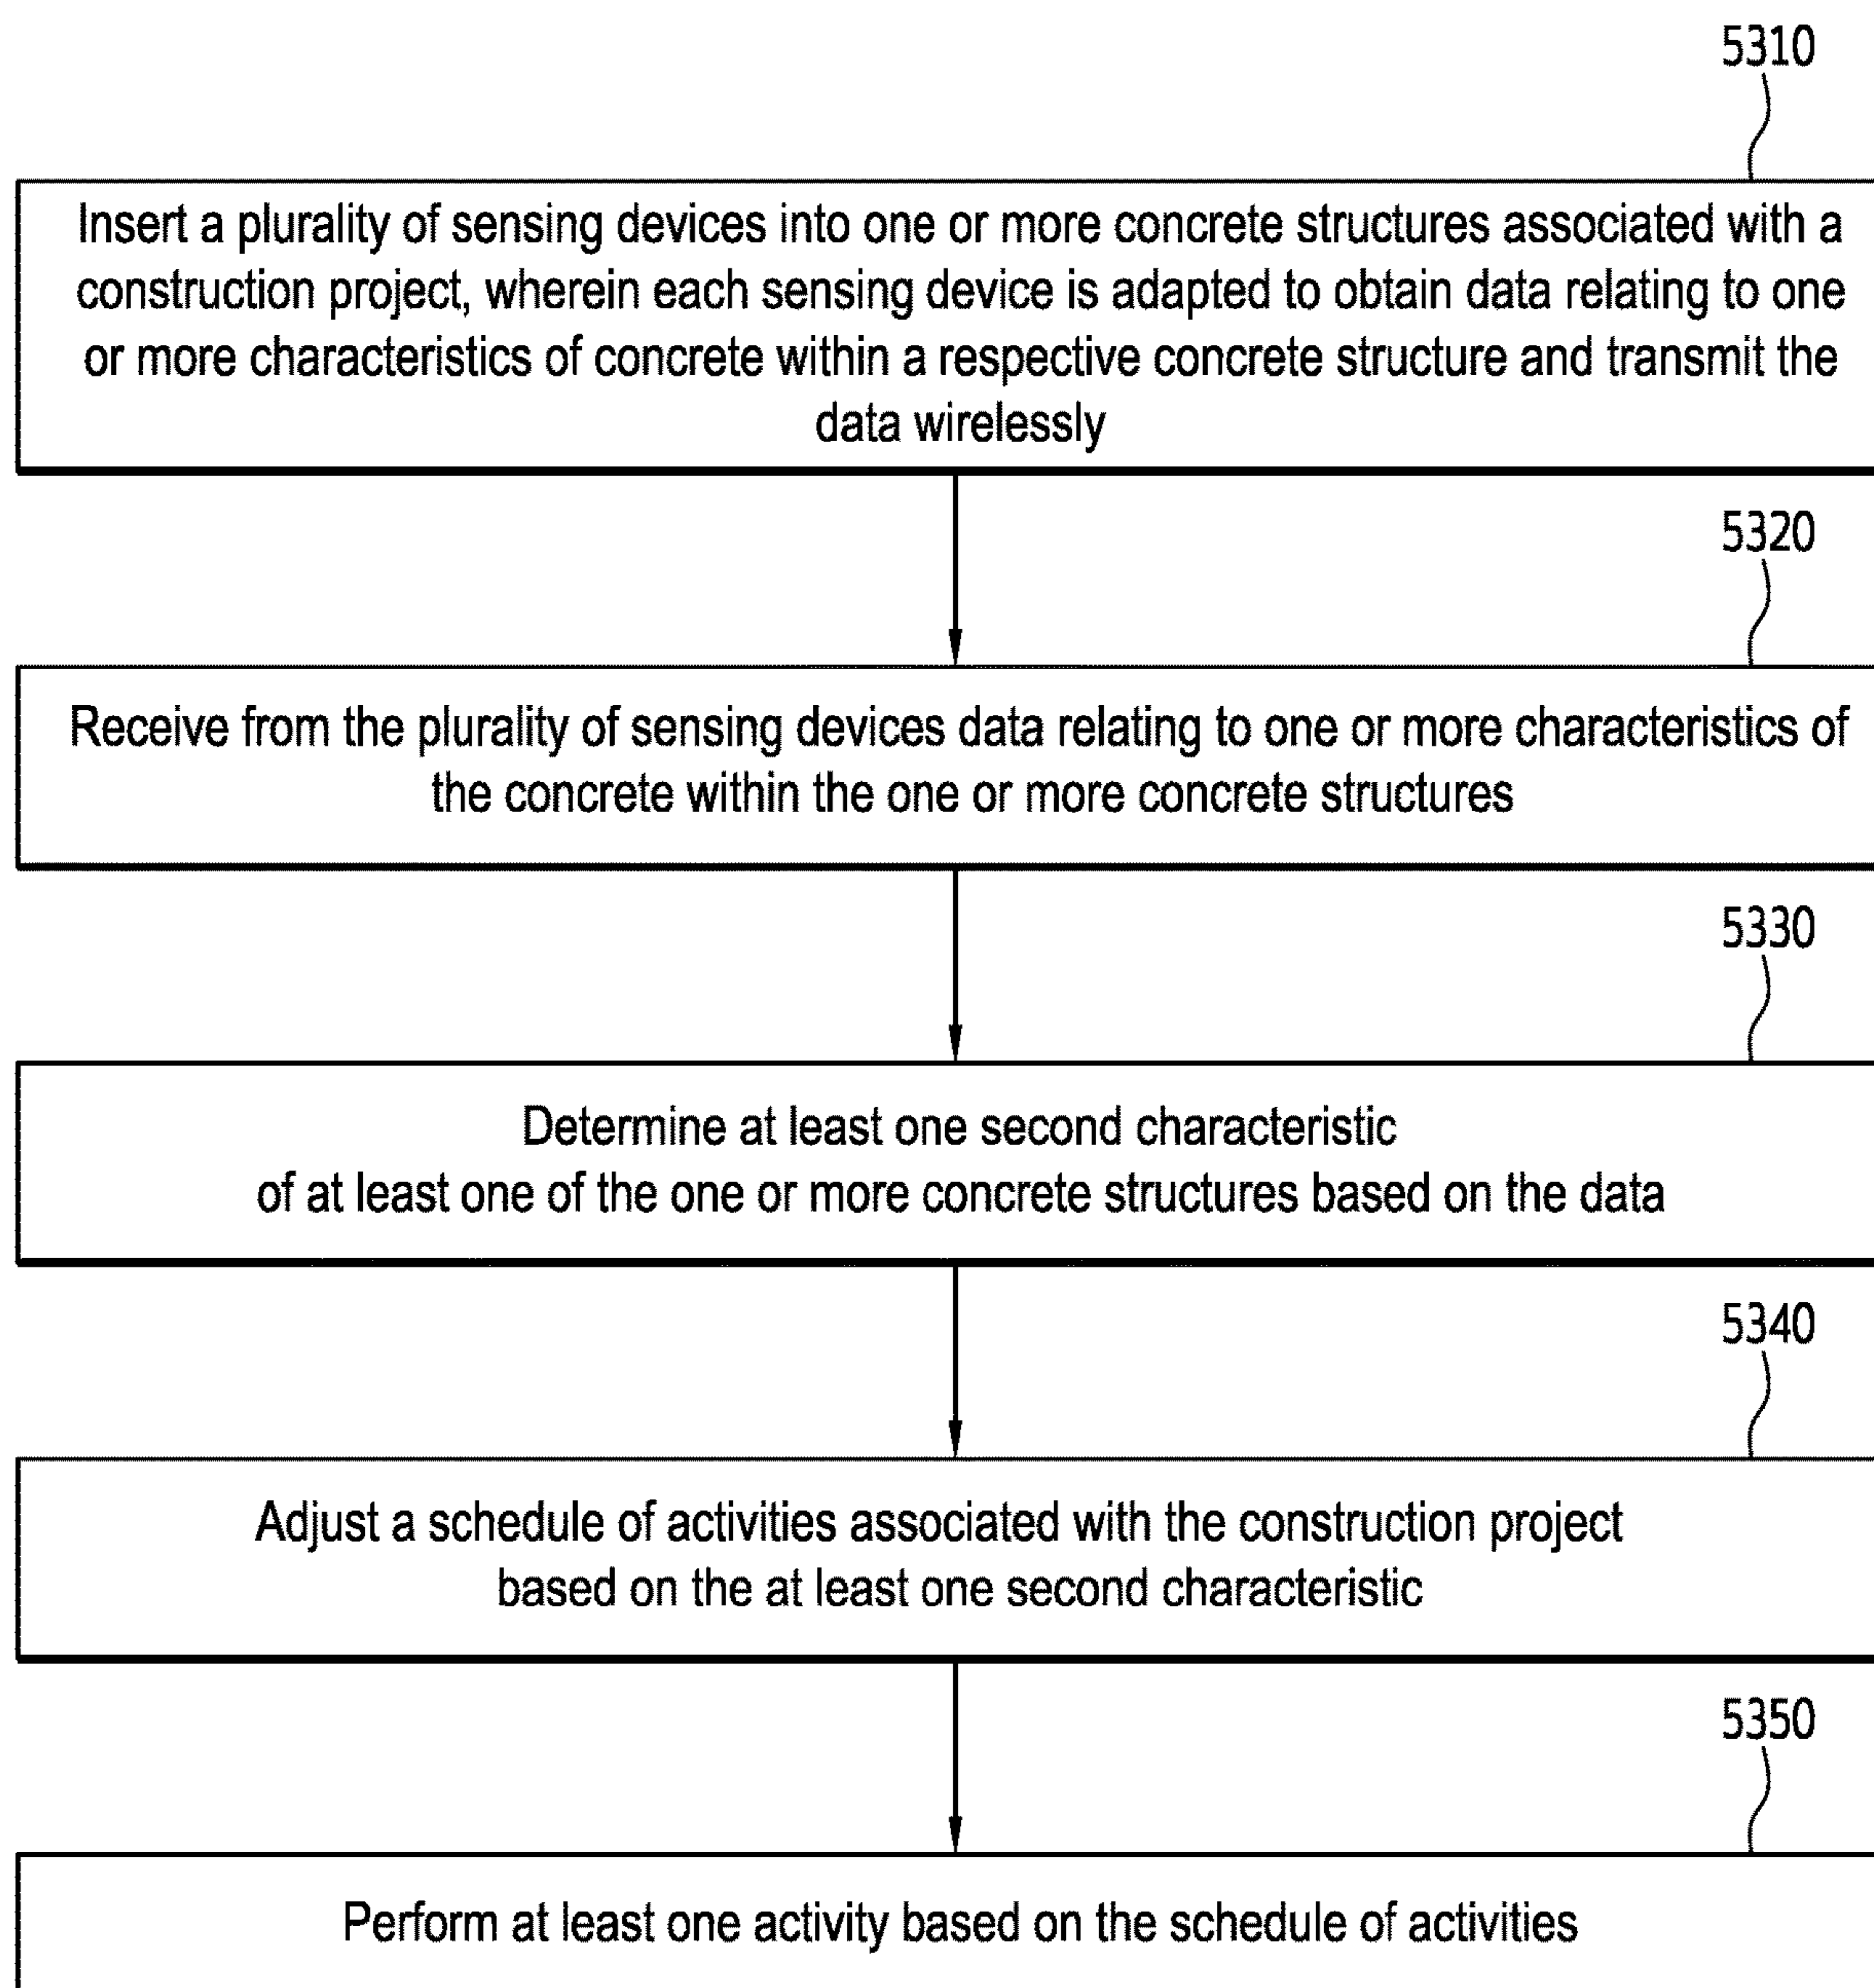 5310
Insert a plurality of sensing devices into one or more concrete structures associated with a
construction project, wherein each sensing device is adapted to obtain data relating to one
or more characteristics of concrete within a respective concrete structure and transmit the
data wirelessly
5320
Receive from the plurality of sensing devices data relating to one or more characteristics of
the concrete within the one or more concrete structures
5330
Determine at least one second characteristic
of at least one of the one or more concrete structures based on the data
5340
Adjust a schedule of activities associated with the construction project
based on the at least one second characteristic
5350
Perform at least one activity based on the schedule of activities